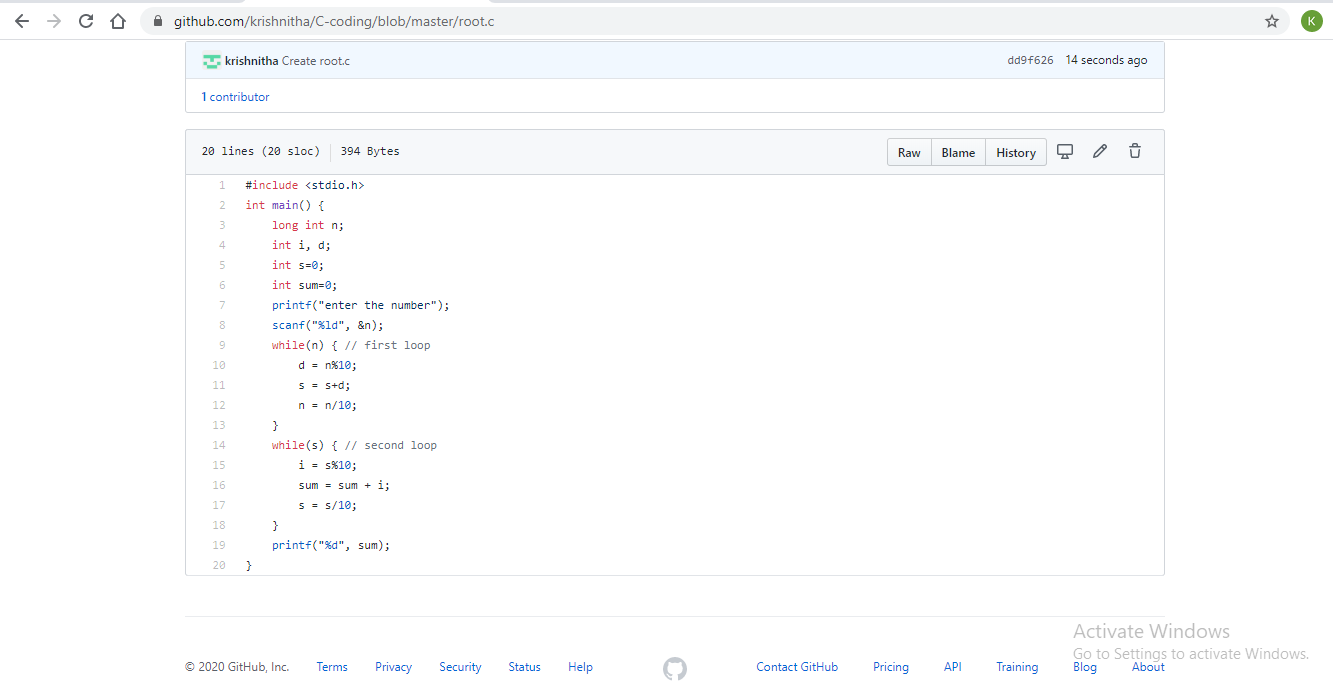 github.com/krishnitha/C-coding/blob/master/root.c
K
krishnitha Create root.c dd9f626 14 seconds ago
1 contributor
20 lines (20 sloc) 394 Bytes Raw Blame History
1 #include <stdio.h>
2 int main() {
3 long int n;
4 int i, d;
5 int s=0;
6 int sum=0;
7 printf("enter the number");
8 scanf("%ld", &n);
9 while(n) { // first loop
10 d = n%10;
11 s = s+d;
12 n = n/10;
13 }
14 while(s) { // second loop
15 i = s%10;
16 sum = sum + i;
17 s = s/10;
18 }
19 printf("%d", sum);
20 }
Activate Windows
Go to Settings to activate Windows.
© 2020 GitHub, Inc. Terms Privacy Security Status Help Contact GitHub Pricing API Training Blog About